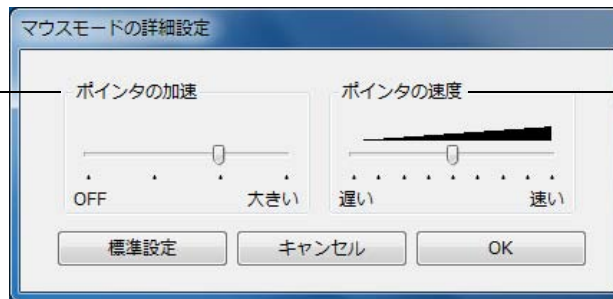 マウスモードの詳細設定
ポインタの加速
OFF 大きい
ポインタの速度
遅い 速い
標準設定 キャンセル OK